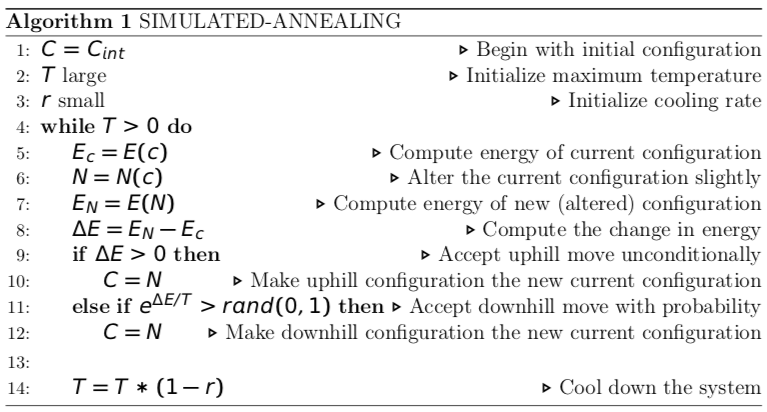 Algorithm 1 SIMULATED-ANNEALING
1: C = C_int ▷ Begin with initial configuration
2: T large ▷ Initialize maximum temperature
3: r small ▷ Initialize cooling rate
4: while T > 0 do
5: E_c = E(c) ▷ Compute energy of current configuration
6: N = N(c) ▷ Alter the current configuration slightly
7: E_N = E(N) ▷ Compute energy of new (altered) configuration
8: ΔE = E_N − E_c ▷ Compute the change in energy
9: if ΔE > 0 then ▷ Accept uphill move unconditionally
10: C = N ▷ Make uphill configuration the new current configuration
11: else if e^{ΔE/T} > rand(0, 1) then ▷ Accept downhill move with probability
12: C = N ▷ Make downhill configuration the new current configuration
13:
14: T = T ∗ (1 − r) ▷ Cool down the system